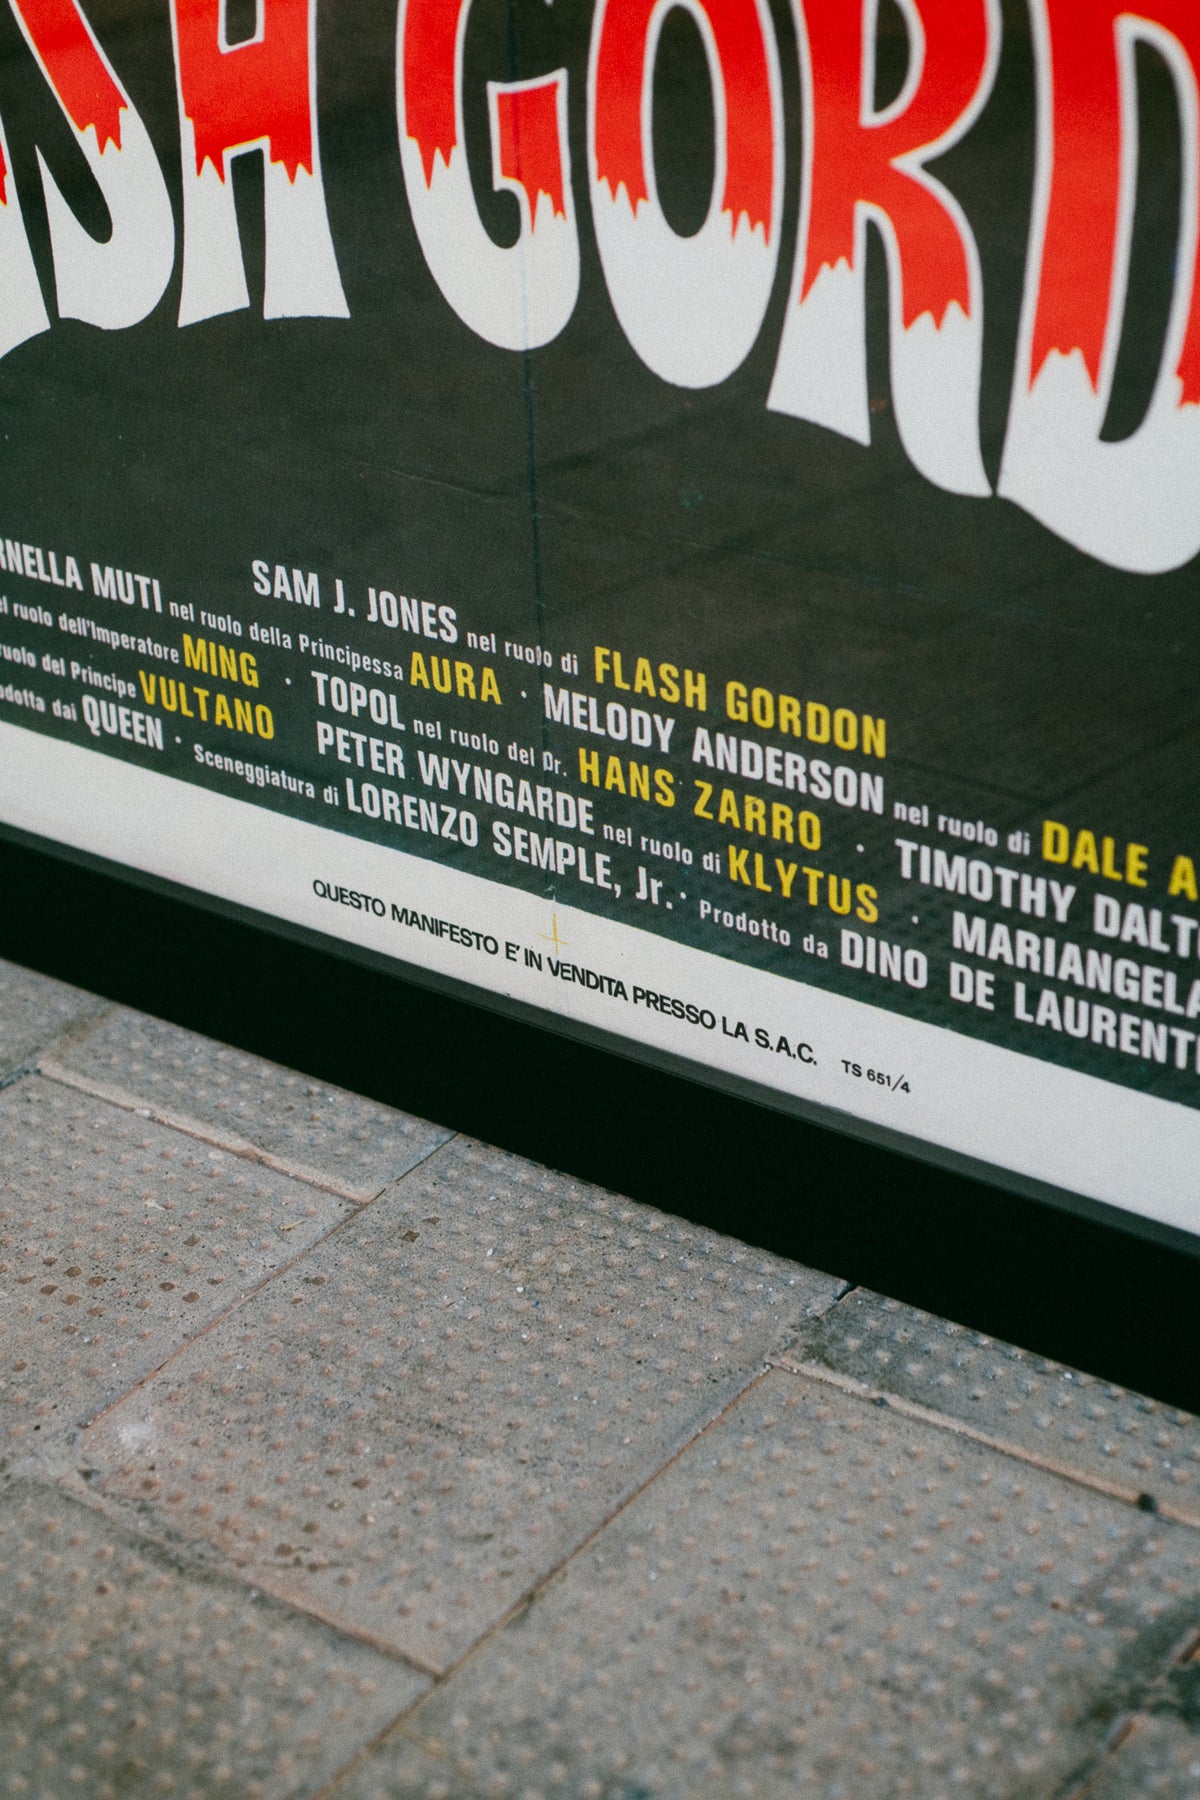 SH GORD
SAM J. JONES nel ruolo di FLASH GORDON
RNELLA MUTI nel ruolo della Principessa AURA · MELODY ANDERSON nel ruolo di DALE A
el ruolo dell'Imperatore MING · TOPOL nel ruolo del Dr. HANS ZARRO · TIMOTHY DALTO
ruolo del Principe VULTANO PETER WYNGARDE nel ruolo di KLYTUS · MARIANGELA
odotta dai QUEEN · Sceneggiatura di LORENZO SEMPLE, Jr. · Prodotto da DINO DE LAURENT
QUESTO MANIFESTO E' IN VENDITA PRESSO LA S.A.C. TS 651/4